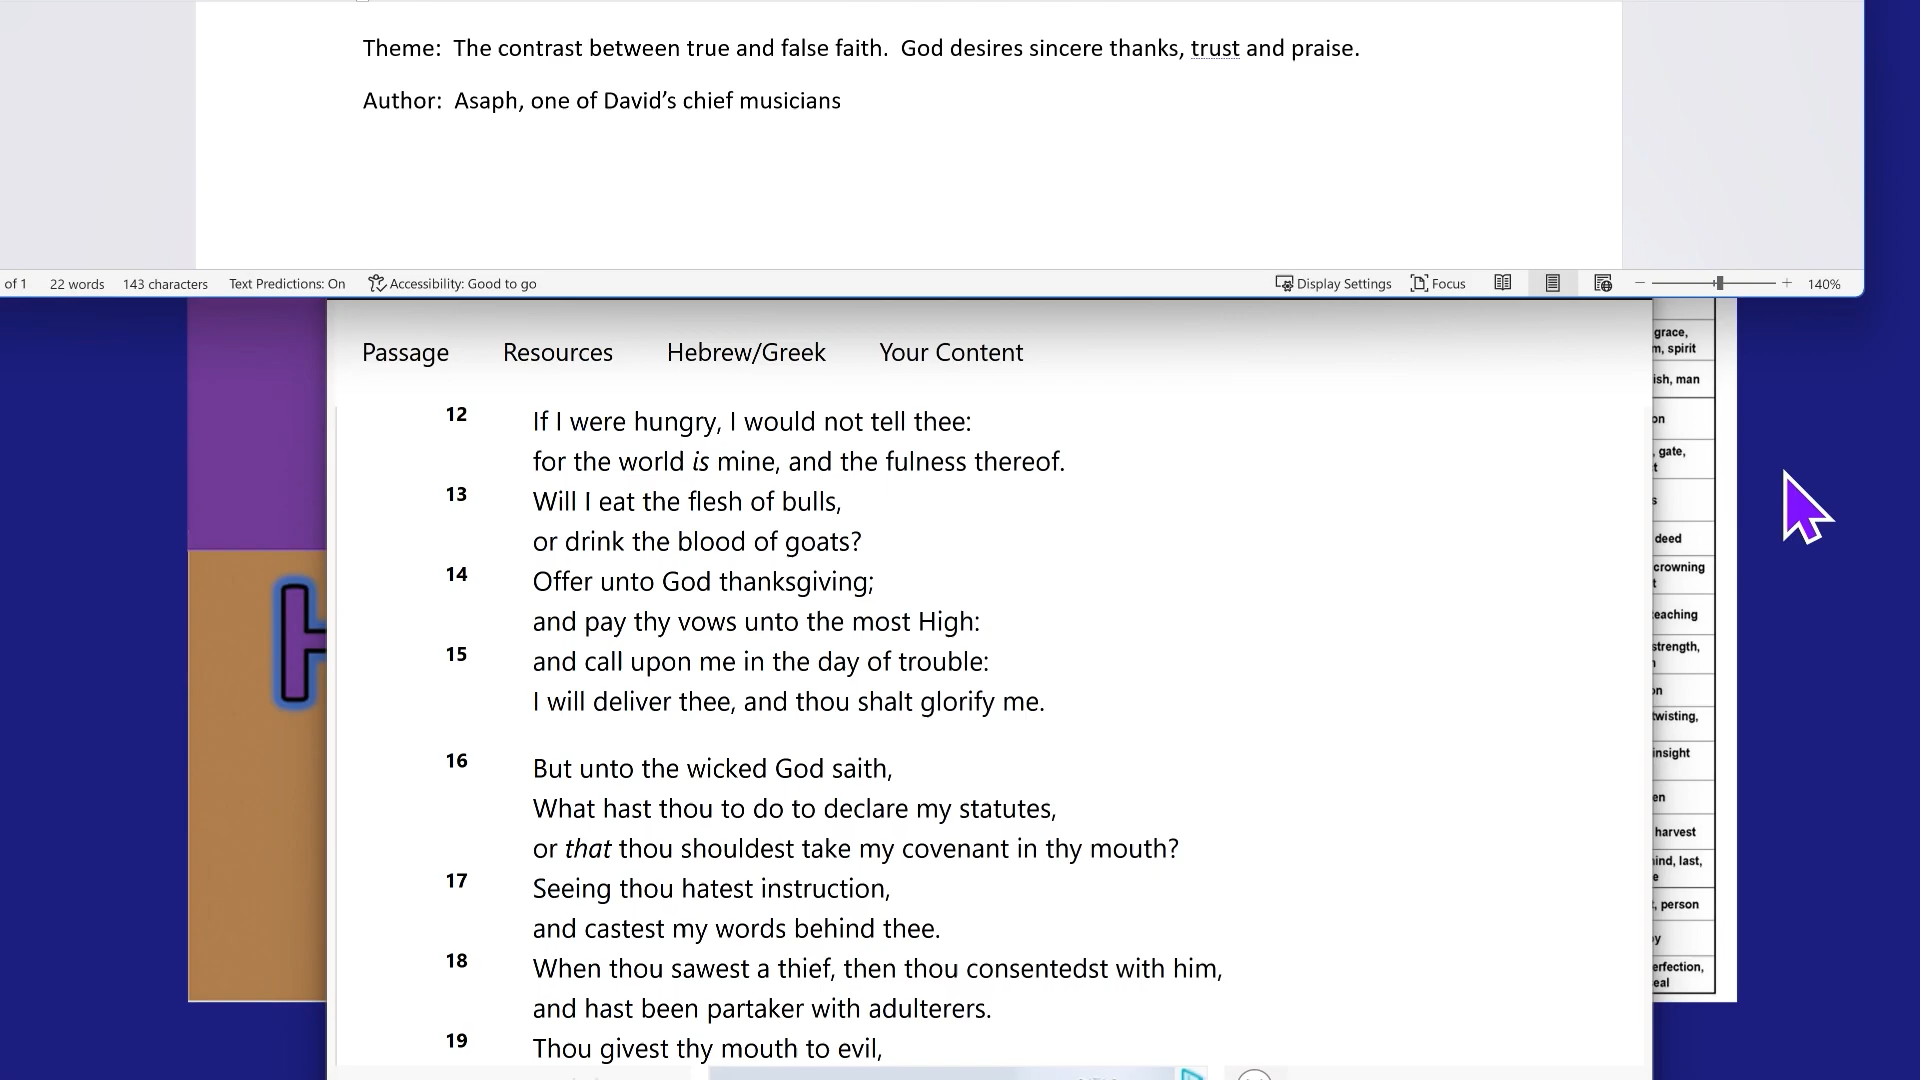 Theme:  The contrast between true and false faith.  God desires sincere thanks, trust and praise.
Author:  Asaph, one of David’s chief musicians
of 1 22 words 143 characters Text Predictions: On Accessibility: Good to go Display Settings Focus 140%
Passage Resources Hebrew/Greek Your Content
12 If I were hungry, I would not tell thee:
for the world is mine, and the fulness thereof.
13 Will I eat the flesh of bulls,
or drink the blood of goats?
14 Offer unto God thanksgiving;
and pay thy vows unto the most High:
15 and call upon me in the day of trouble:
I will deliver thee, and thou shalt glorify me.
16 But unto the wicked God saith,
What hast thou to do to declare my statutes,
or that thou shouldest take my covenant in thy mouth?
17 Seeing thou hatest instruction,
and castest my words behind thee.
18 When thou sawest a thief, then thou consentedst with him,
and hast been partaker with adulterers.
19 Thou givest thy mouth to evil,
H
grace,
spirit
man
gate,
deed
crowning
strength,
twisting,
insight
harvest
last,
person